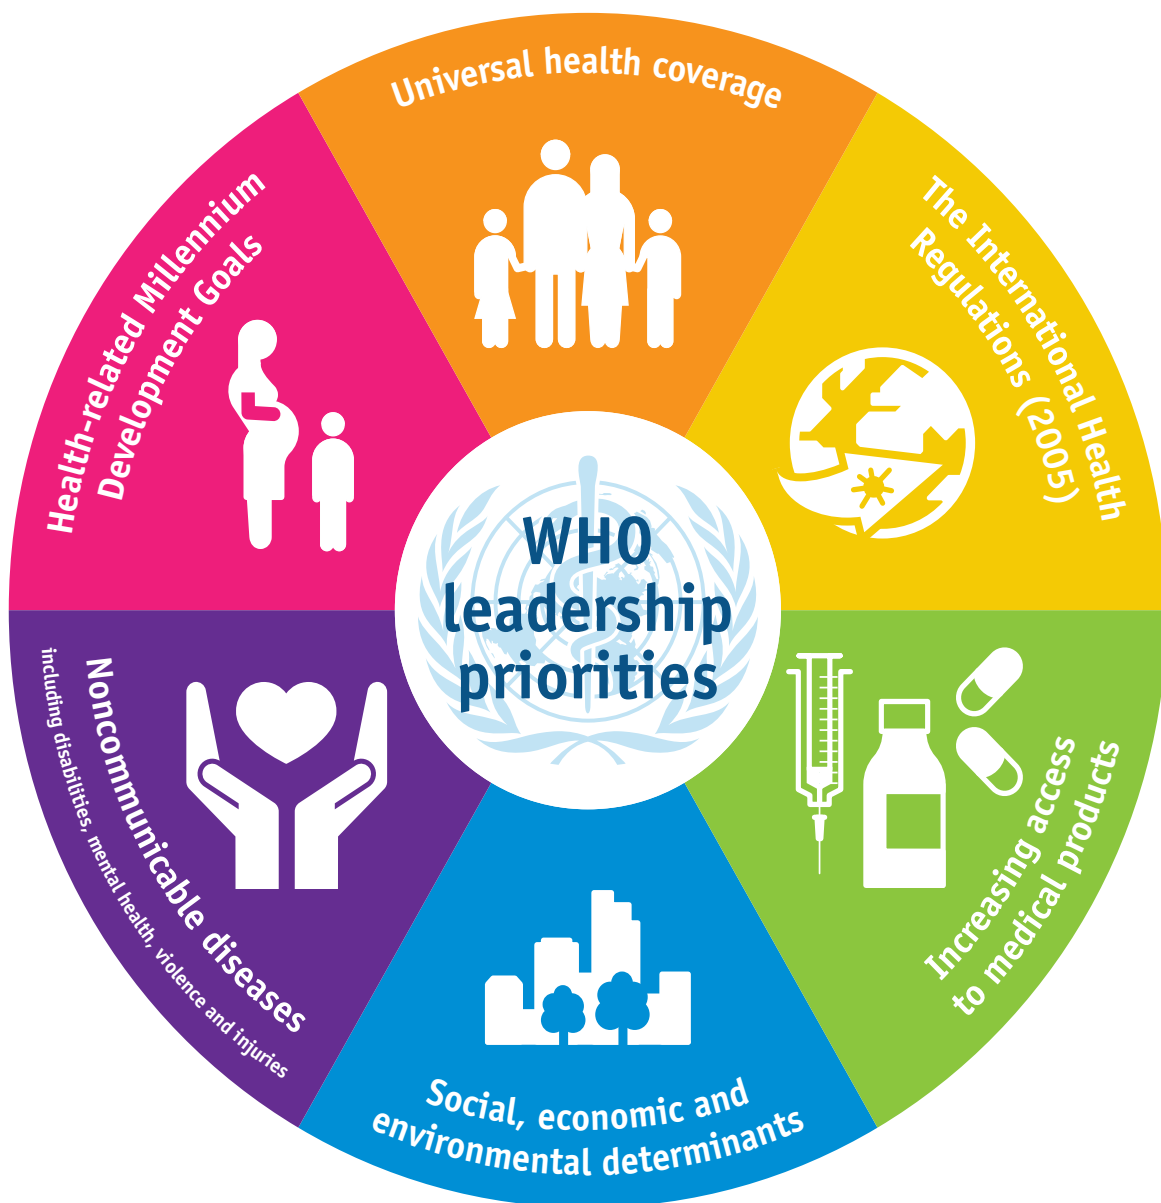 Universal health coverage
The International Health
Regulations (2005)
Increasing access
to medical products
Social, economic and
environmental determinants
Noncommunicable diseases
including disabilities, mental health, violence and injuries
Health-related Millennium
Development Goals
WHO
leadership
priorities